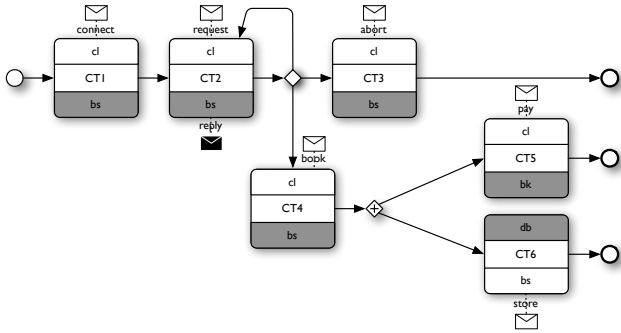 connect
cl
CT1
bs
request
cl
CT2
bs
reply
abort
cl
CT3
bs
book
cl
CT4
bs
pay
cl
CT5
bk
db
CT6
bs
store